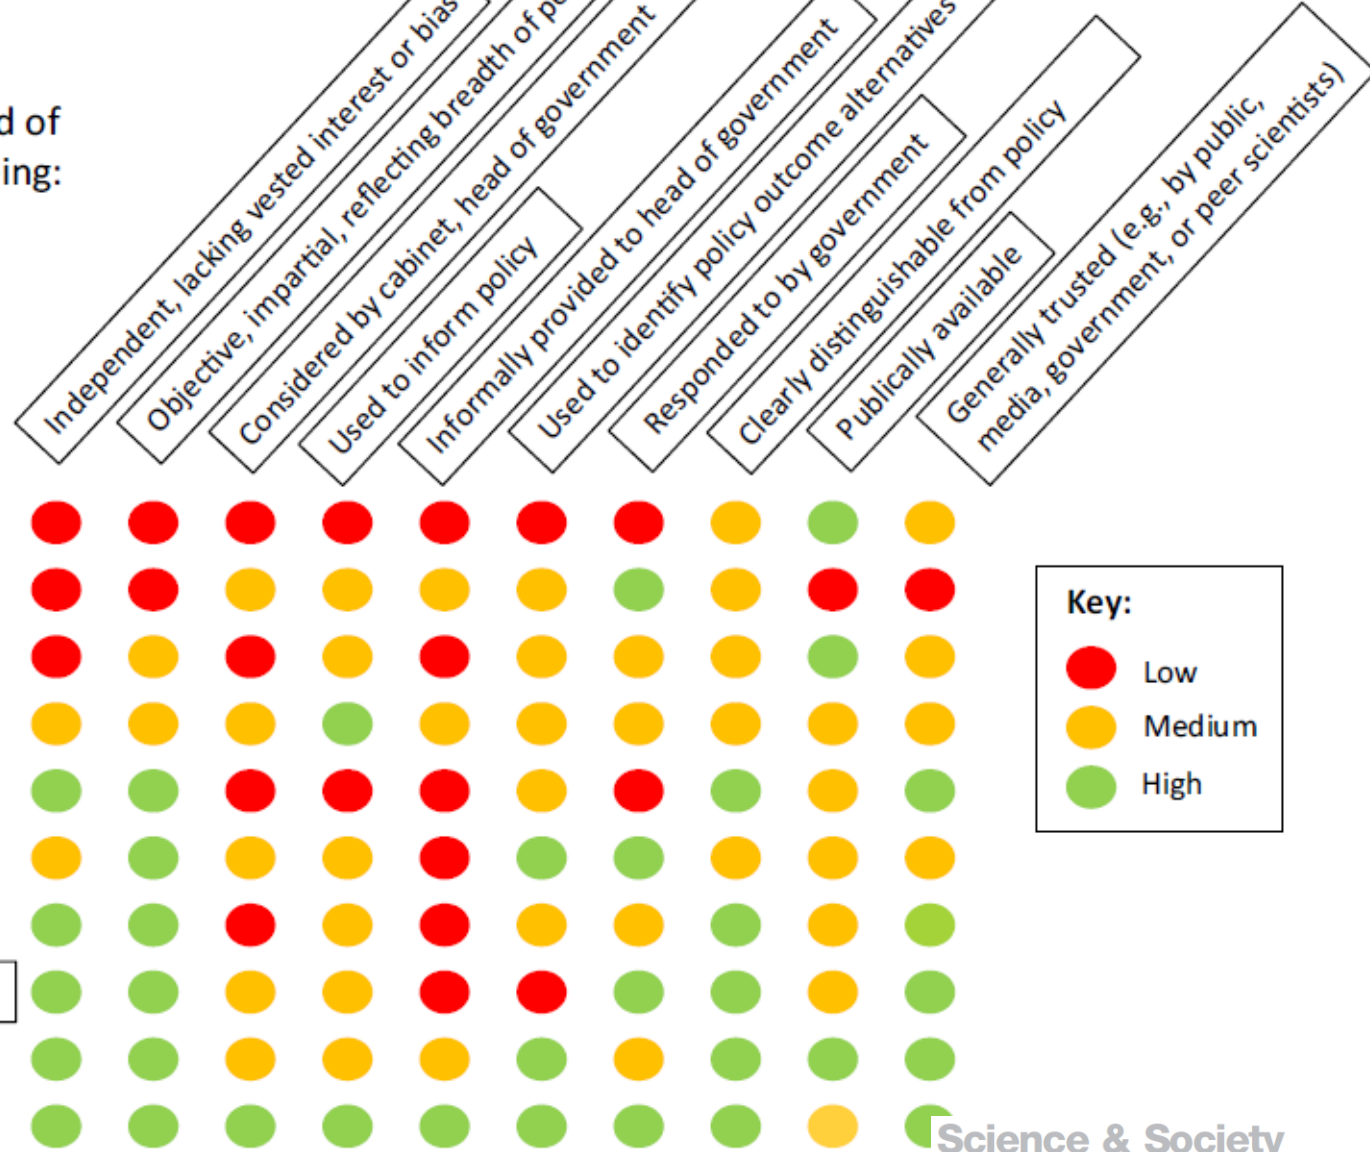 d of
ing:
Independent, lacking vested interest or bias
Objective, impartial, reflecting breadth of
Considered by cabinet, head of government
Used to inform policy
Informally provided to head of government
Used to identify policy outcome alternatives
Responded to by government
Clearly distinguishable from policy
Publically available
Generally trusted (e.g., by public,
media, government, or peer scientists)
Key:
Low
Medium
High
Science & Society